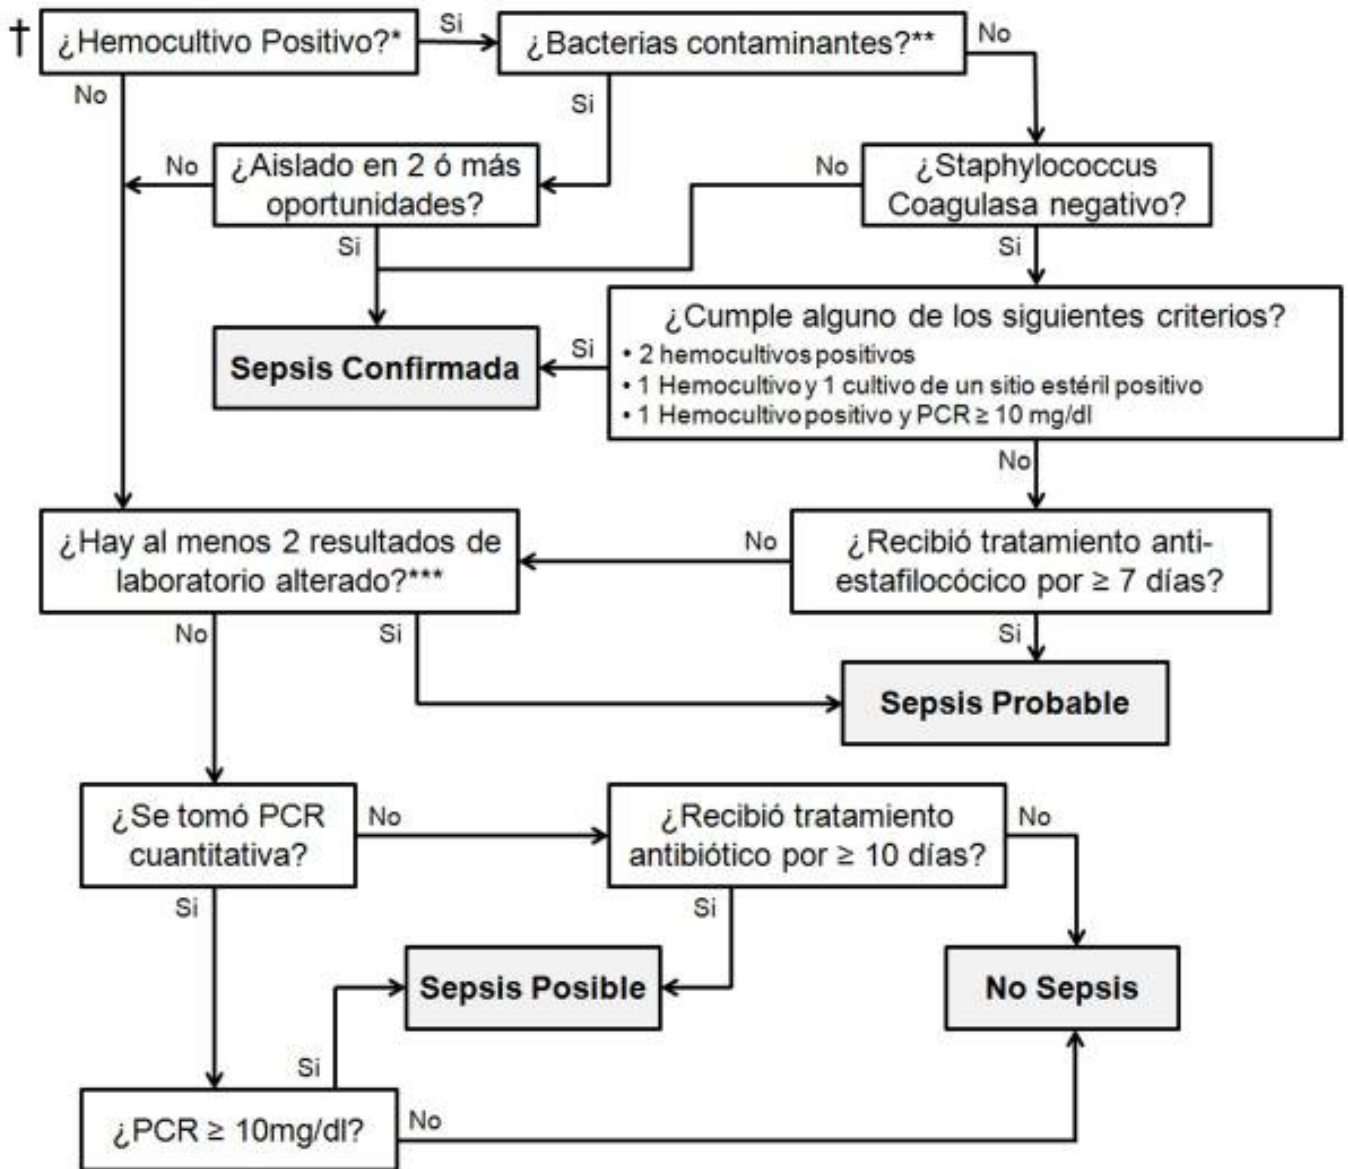 † ¿Hemocultivo Positivo?*
Si
¿Bacterias contaminantes?**
No
No
Si
No
¿Aislado en 2 ó más
oportunidades?
No
¿Staphylococcus
Coagulasa negativo?
Si
Si
¿Cumple alguno de los siguientes criterios?
• 2 hemocultivos positivos
• 1 Hemocultivo y 1 cultivo de un sitio estéril positivo
• 1 Hemocultivo positivo y PCR ≥ 10 mg/dl
Si
Sepsis Confirmada
No
¿Hay al menos 2 resultados de
laboratorio alterado?***
No
¿Recibió tratamiento anti-
estafilocócico por ≥ 7 días?
No
Si
Si
Sepsis Probable
¿Se tomó PCR
cuantitativa?
No
¿Recibió tratamiento
antibiótico por ≥ 10 días?
No
Si
Si
Sepsis Posible
No Sepsis
Si
¿PCR ≥ 10mg/dl?
No